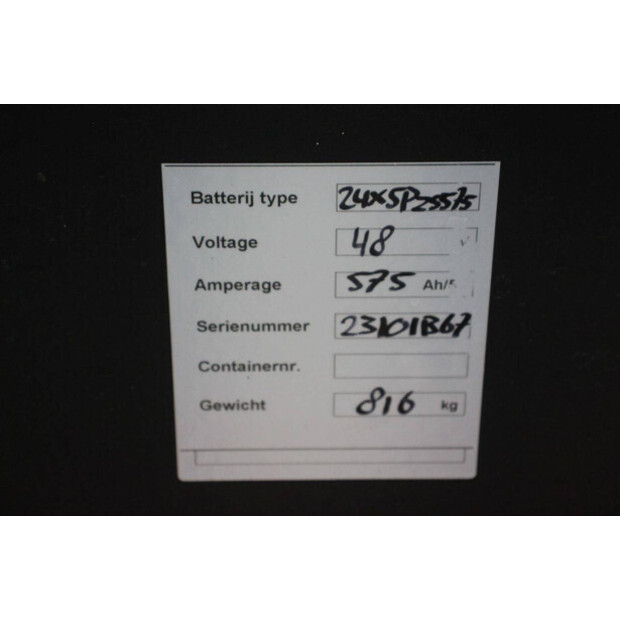 Batterij type 24x5PzS575
Voltage 48 V
Amperage 575 Ah/
Serienummer 23101B67
Containernr.
Gewicht 816 kg